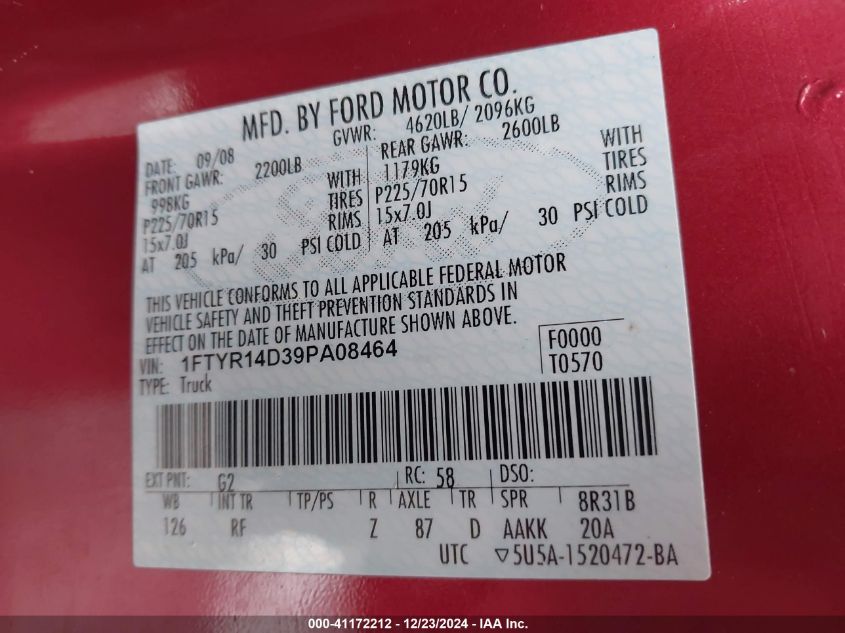 MFD. BY FORD MOTOR CO.
DATE: 09/08 GVWR: 4620LB/ 2096KG
FRONT GAWR: 2200LB REAR GAWR: 2600LB
998KG WITH 1179KG WITH
P225/70R15 TIRES P225/70R15 TIRES
15x7.0J RIMS 15x7.0J RIMS
AT 205 kPa/ 30 PSI COLD AT 205 kPa/ 30 PSI COLD
THIS VEHICLE CONFORMS TO ALL APPLICABLE FEDERAL MOTOR
VEHICLE SAFETY AND THEFT PREVENTION STANDARDS IN
EFFECT ON THE DATE OF MANUFACTURE SHOWN ABOVE.
VIN: 1FTYR14D39PA08464 F0000
TYPE: Truck T0570
EXT PNT: G2 RC: 58 DSO:
WB INT TR TP/PS R AXLE TR SPR 8R31B
126 RF Z 87 D AAKK 20A
UTC ▽5U5A-1520472-BA
000-41172212 - 12/23/2024 - IAA Inc.